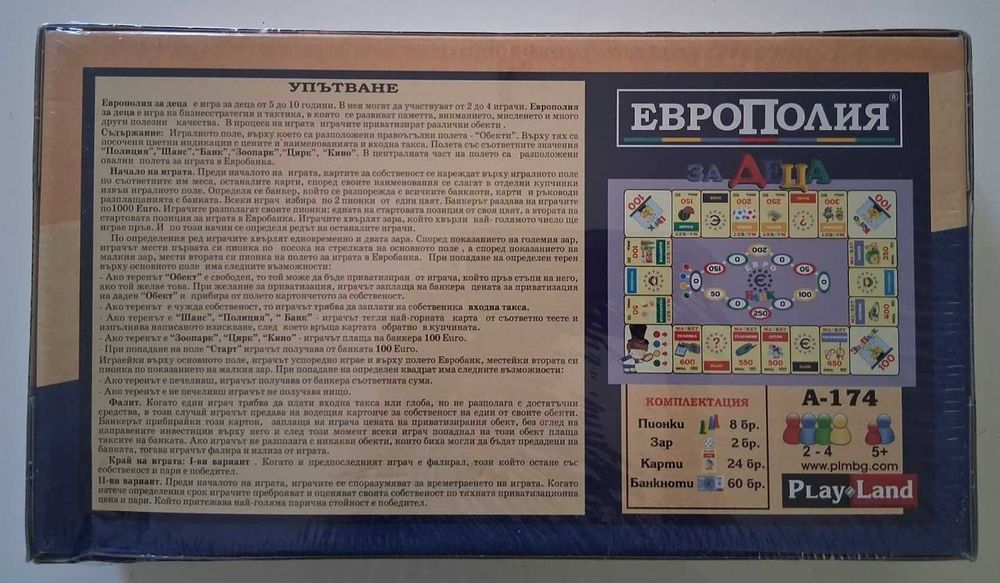 УПЪТВАНЕ
Европолия за деца е игра за деца от 5 до 10 години. В нея могат да участвуват от 2 до 4 играчи. Европолия
за деца е игра на бизнесстратегия и тактика, в която се развиват паметта, вниманието, мисленето и много
други полезни качества. В процеса на играта играчите приватизират различни обекти .
Съдържание: Игралното поле, върху което са разположени правоъгълни полета - "Обекти". Върху тях са
посочени цветни индикации с цените и наименованията и входна такса. Полета със съответните значения
"Полиция","Шанс","Банк","Зоопарк","Цирк", "Кино". В централната част на полето са разположени
овални полета за играта в Евробанка.
Начало на играта. Преди началото на играта, картите за собственост се нареждат върху игралното поле
по съответните им места, останалите карти, според своите наименования се слагат в отделни купчинки
извън игралното поле. Определя се банкер, който се разпорежда с всичките банкноти, карти и ръководи
разплащанията с банката. Всеки играч избира по 2 пионки от един цвят. Банкерът раздава на играчите
по1000 Euro. Играчите разполагат своите пионки: едната на стартовата позиция от своя цвят, а втората на
стартовата позиция за играта в Евробанка. Играчите хвърлят зара, който хвърли най- голямото число ще
играе пръв. И по този начин се определя редът на останалите играчи.
По определения ред играчите хвърлят едновременно и двата зара. Според показанието на големия зар,
играчът мести първата си пионка по посока на стрелката на основното поле , а според показанието на
малкия зар, мести втората си пионка на полето за играта в Евробанка. При попадане на определен терен
върху основното поле има следните възможности:
- Ако теренът "Обект" е свободен, то той може да бъде приватизиран от играча, който пръв стъпи на него,
ако той желае това. При желание за приватизация, играчът заплаща на банкера цената за приватизация
на даден "Обект" и прибира от полето картончето за собственост.
- Ако теренът е чужда собственост, то играчът трябва да заплати на собственика входна такса.
- Ако теренът е "Шанс", "Полиция", " Банк" - играчът тегли най-горната карта от съответно тесте и
изпълнява написаното изискване, след което връща картата обратно в купчината.
- Ако теренът е "Зоопарк", "Цирк", "Кино" - играчът плаща на банкера 100 Euro.
- При попадане на поле "Старт" играчът получава от банката 100 Euro.
Играейки върху основното поле, играчът успоредно играе и върху полето Евробанк, местейки втората си
пионка по показанието на малкия зар. При попадане на определен квадрат има следните възможности:
- Ако теренът е печеливш, играчът получава от банкера съответната сума.
- Ако теренът е не печеливш играчът не получава нищо.
Фалит. Когато един играч трябва да плати входна такса или глоба, но не разполага с достатъчни
средства, в този случай играчът предава на водещия картонче за собственост на един от своите обекти.
Банкерът прибирайки този картон, заплаща на играча цената на приватизирания обект, без оглед на
направените инвестиции върху него и след този момент всеки играч попаднал на този обект плаща
таксите на банката. Ако играчът не разполага с никакви обекти, които биха могли да бъдат предадени на
банката, тогава играчът фалира и излиза от играта.
Край на играта: I-ви вариант . Когато и предпоследният играч е фалирал, този който остане със
собственост и пари е победител.
II-ри вариант. Преди началото на играта, играчите се споразумяват за времетраенето на играта. Когато
изтече определения срок играчите преброяват и оценяват своята собственост по тяхната приватизационна
цена и пари. Който притежава най-голяма парична стойност е победител.
ЕВРОПОЛИЯ®
ЗА ДЕЦА
ЕВРО
БАНК
200
150
50
0
100
250
КОМПЛЕКТАЦИЯ
Пионки 8 бр.
Зар 2 бр.
Карти 24 бр.
Банкноти 60 бр.
А-174
2 - 4
5+
www.plmbg.com
PLAY LAND